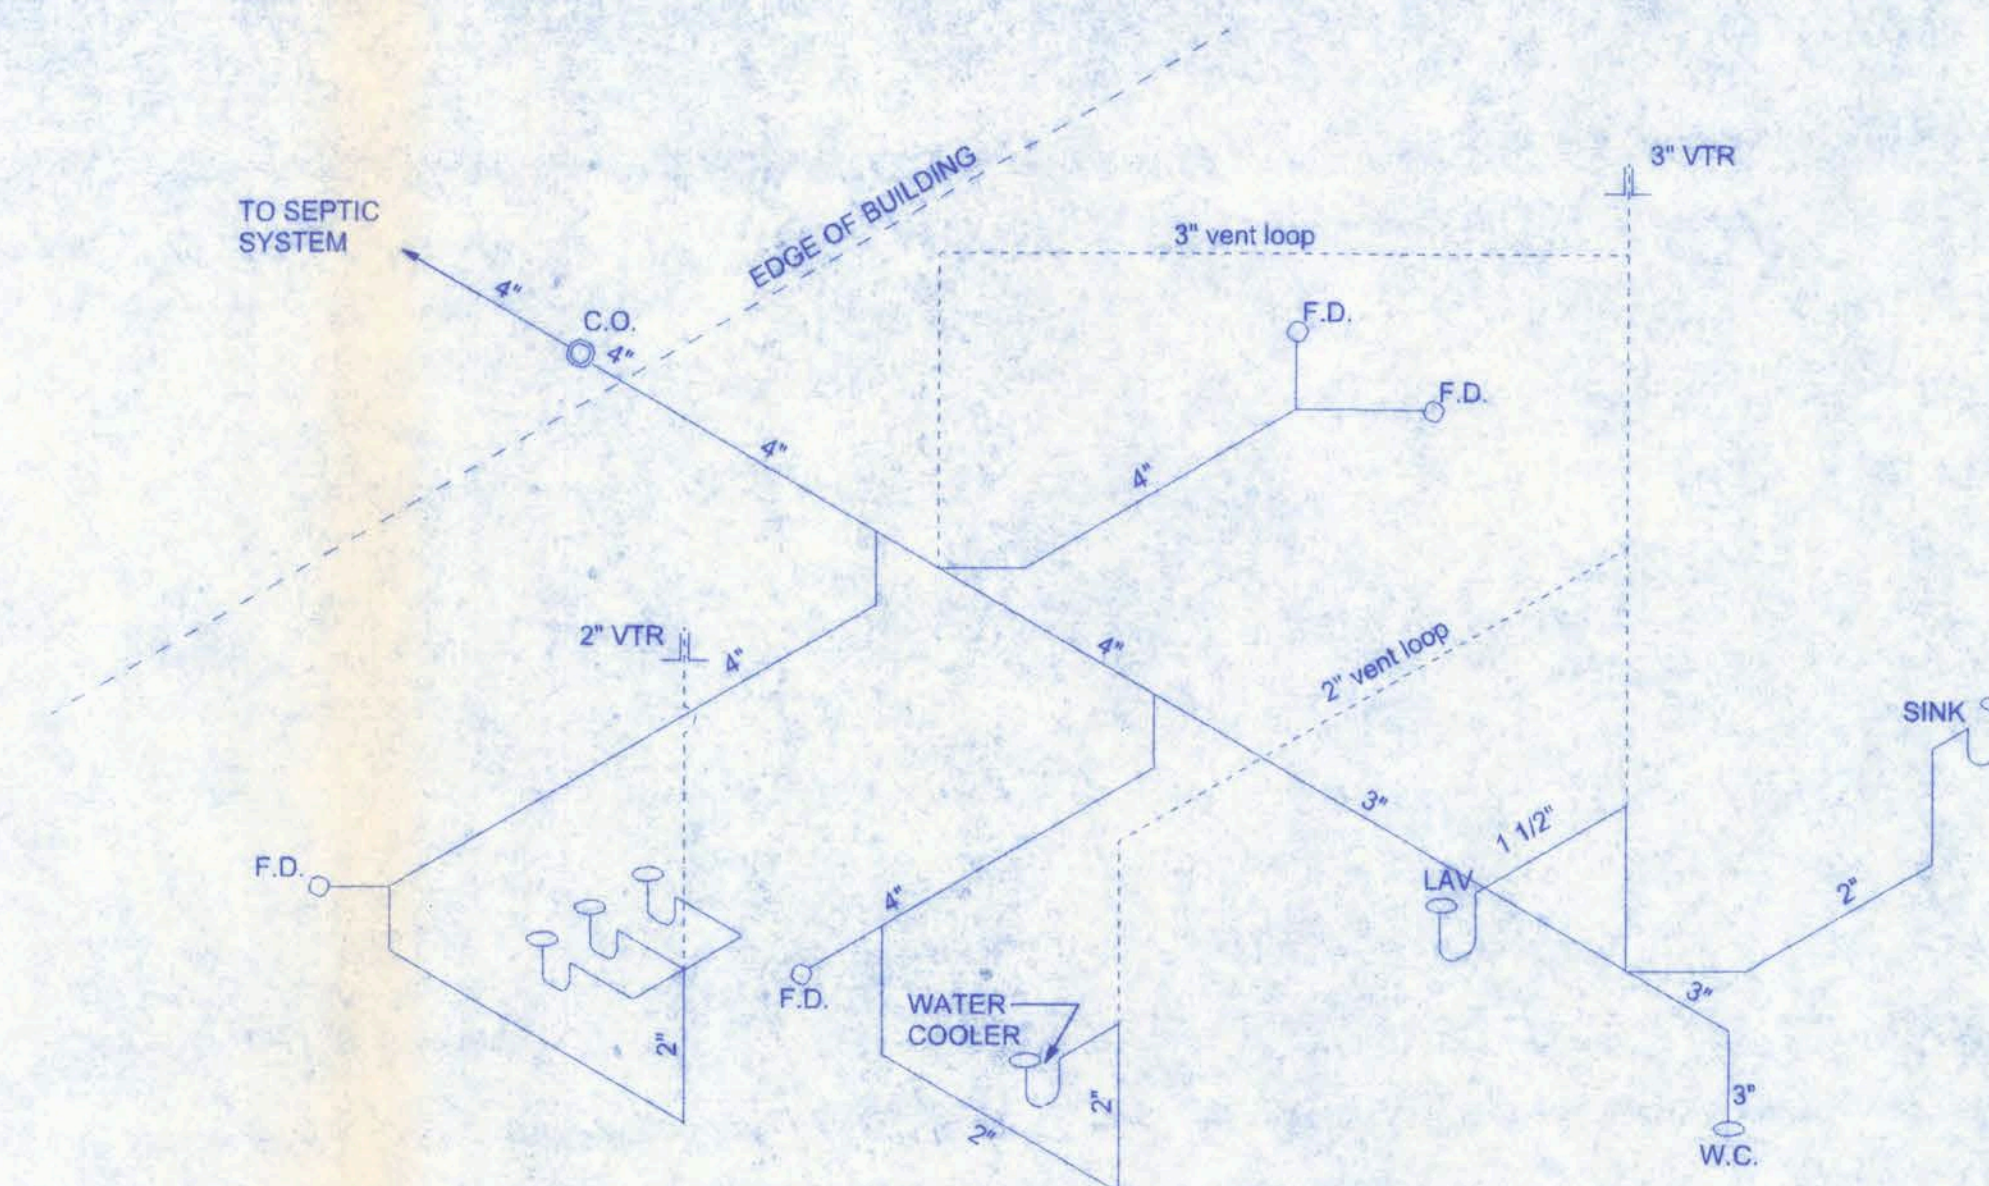 3" VTR
TO SEPTIC
SYSTEM
EDGE OF BUILDING
3" vent loop
4"
C.O.
4"
F.D.
F.D.
4"
4"
2" VTR
4"
4"
2" vent loop
SINK
3"
1 1/2"
F.D.
LAV
4"
2"
F.D.
WATER
COOLER
3"
2"
2"
2"
3"
W.C.